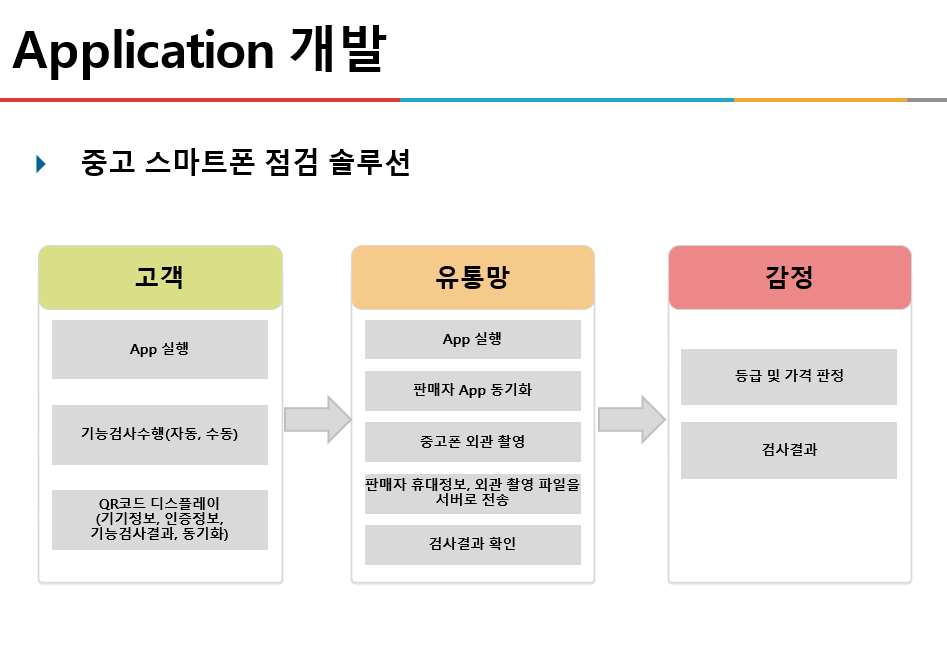 Application 개발
중고 스마트폰 점검 솔루션
고객
App 실행
기능검사수행(자동, 수동)
QR코드 디스플레이
(기기정보, 인증정보,
기능검사결과, 동기화)
유통망
App 실행
판매자 App 동기화
중고폰 외관 촬영
판매자 휴대정보, 외관 촬영 파일을
서버로 전송
검사결과 확인
감정
등급 및 가격 판정
검사결과